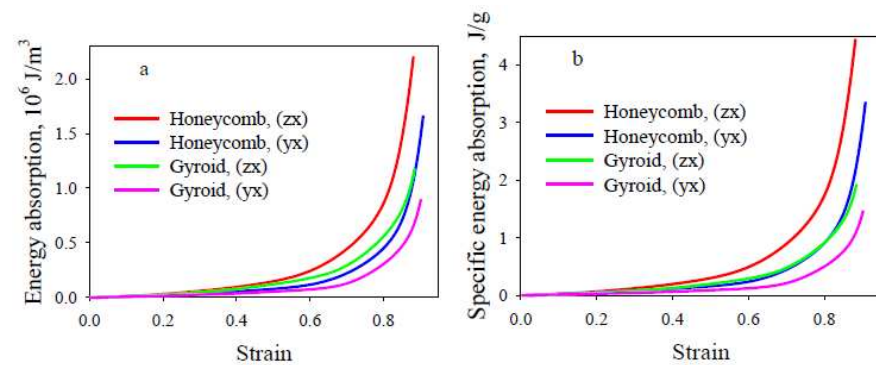 a
Energy absorption, 10⁶ J/m³
2.0
1.5
1.0
0.5
0.0
Honeycomb, (zx)
Honeycomb, (yx)
Gyroid, (zx)
Gyroid, (yx)
0.0 0.2 0.4 0.6 0.8
Strain
b
Specific energy absorption, J/g
4
3
2
1
0
Honeycomb, (zx)
Honeycomb, (yx)
Gyroid, (zx)
Gyroid, (yx)
0.0 0.2 0.4 0.6 0.8
Strain